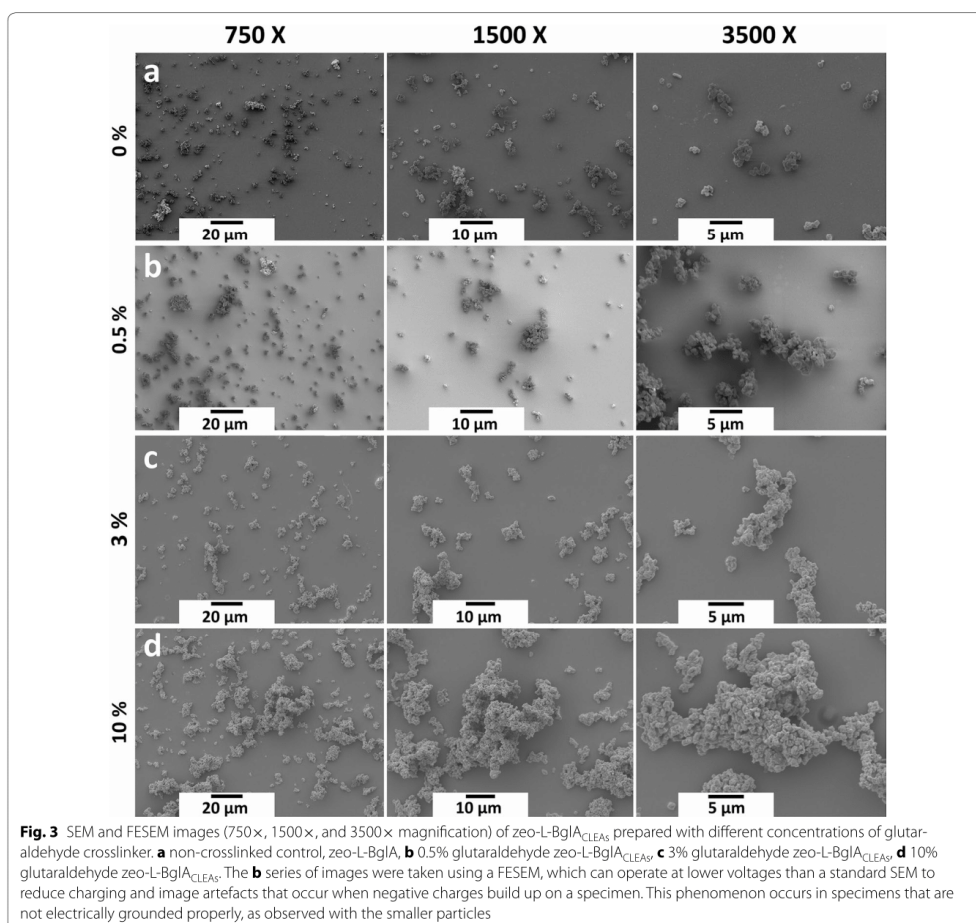 750 X 1500 X 3500 X
a
0 %
20 µm 10 µm 5 µm
b
0.5 %
20 µm 10 µm 5 µm
c
3 %
20 µm 10 µm 5 µm
d
10 %
20 µm 10 µm 5 µm
Fig. 3 SEM and FESEM images (750×, 1500×, and 3500× magnification) of zeo-L-BglA_CLEAs prepared with different concentrations of glutar-
aldehyde crosslinker. a non-crosslinked control, zeo-L-BglA, b 0.5% glutaraldehyde zeo-L-BglA_CLEAs, c 3% glutaraldehyde zeo-L-BglA_CLEAs, d 10%
glutaraldehyde zeo-L-BglA_CLEAs. The b series of images were taken using a FESEM, which can operate at lower voltages than a standard SEM to
reduce charging and image artefacts that occur when negative charges build up on a specimen. This phenomenon occurs in specimens that are
not electrically grounded properly, as observed with the smaller particles